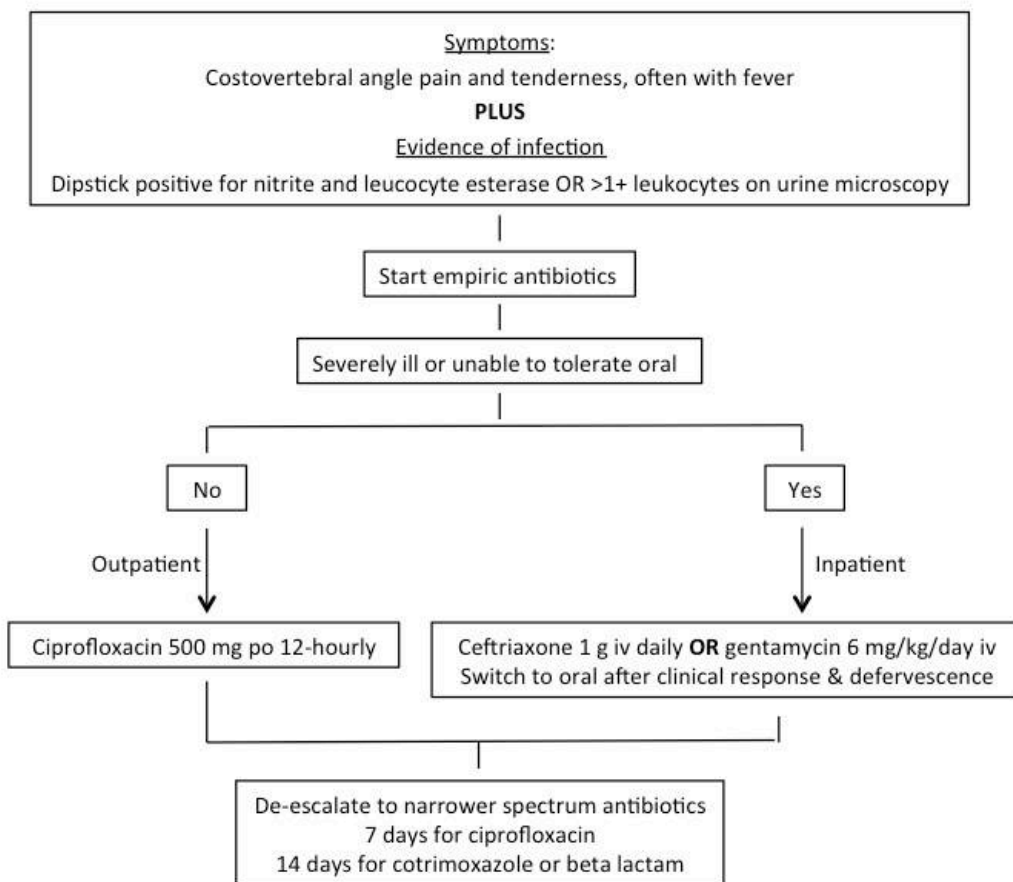 Symptoms:
Costovertebral angle pain and tenderness, often with fever
PLUS
Evidence of infection
Dipstick positive for nitrite and leucocyte esterase OR >1+ leukocytes on urine microscopy
Start empiric antibiotics
Severely ill or unable to tolerate oral
No
Yes
Outpatient
Inpatient
Ciprofloxacin 500 mg po 12-hourly
Ceftriaxone 1 g iv daily OR gentamycin 6 mg/kg/day iv
Switch to oral after clinical response & defervescence
De-escalate to narrower spectrum antibiotics
7 days for ciprofloxacin
14 days for cotrimoxazole or beta lactam